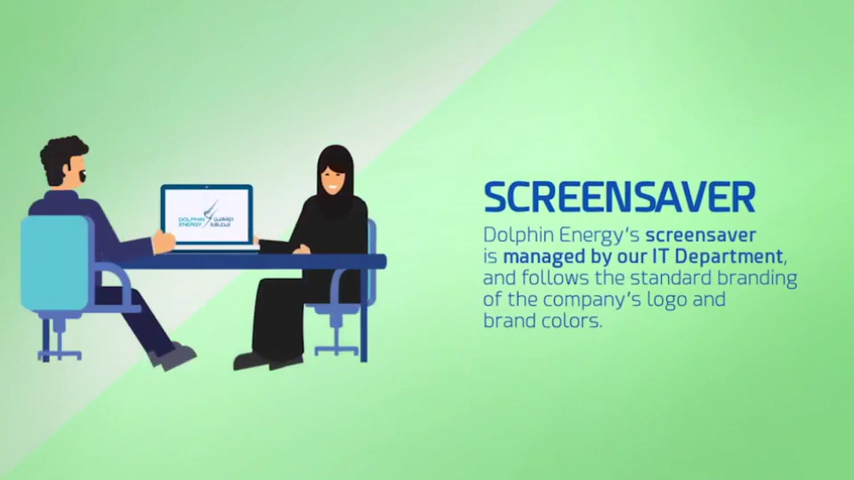 DOLPHIN
ENERGY
SCREENSAVER
Dolphin Energy's screensaver
is managed by our IT Department,
and follows the standard branding
of the company's logo and
brand colors.